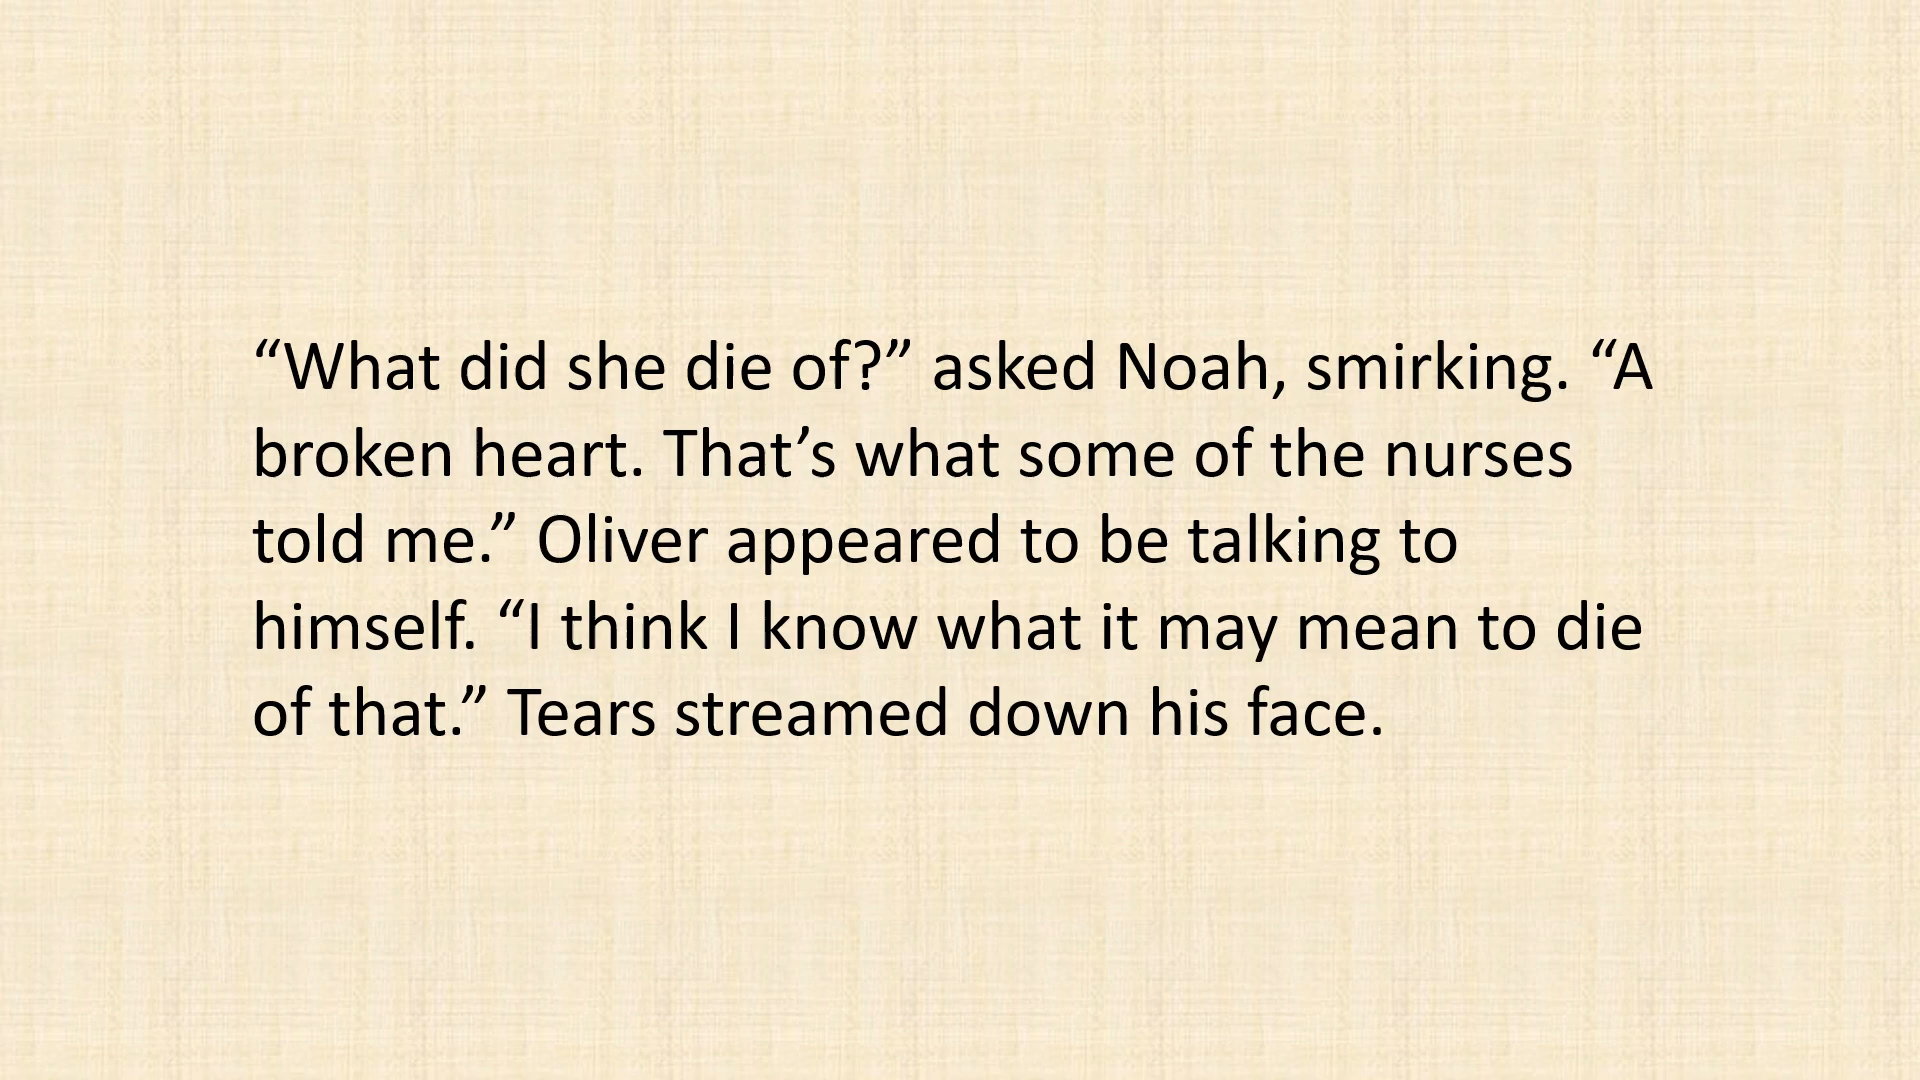 “What did she die of?” asked Noah, smirking. “A
broken heart. That’s what some of the nurses
told me.” Oliver appeared to be talking to
himself. “I think I know what it may mean to die
of that.” Tears streamed down his face.